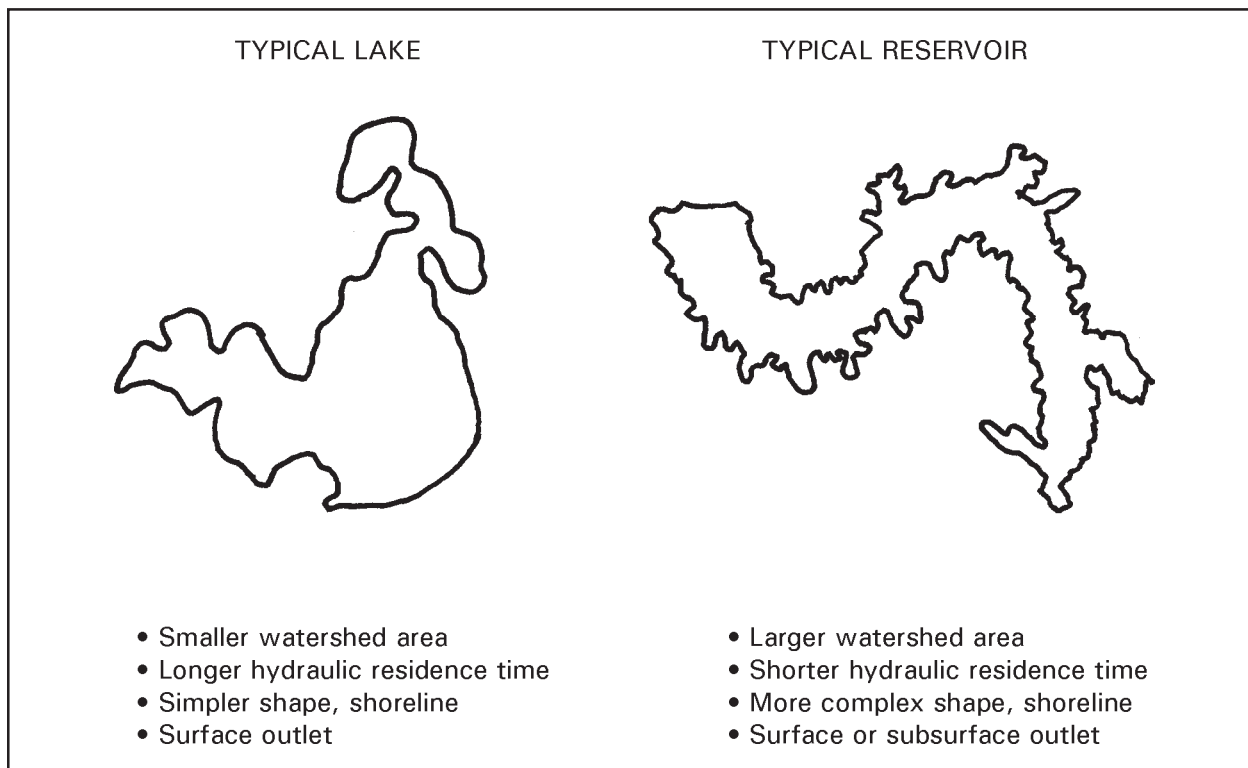 TYPICAL LAKE
• Smaller watershed area
• Longer hydraulic residence time
• Simpler shape, shoreline
• Surface outlet
TYPICAL RESERVOIR
• Larger watershed area
• Shorter hydraulic residence time
• More complex shape, shoreline
• Surface or subsurface outlet